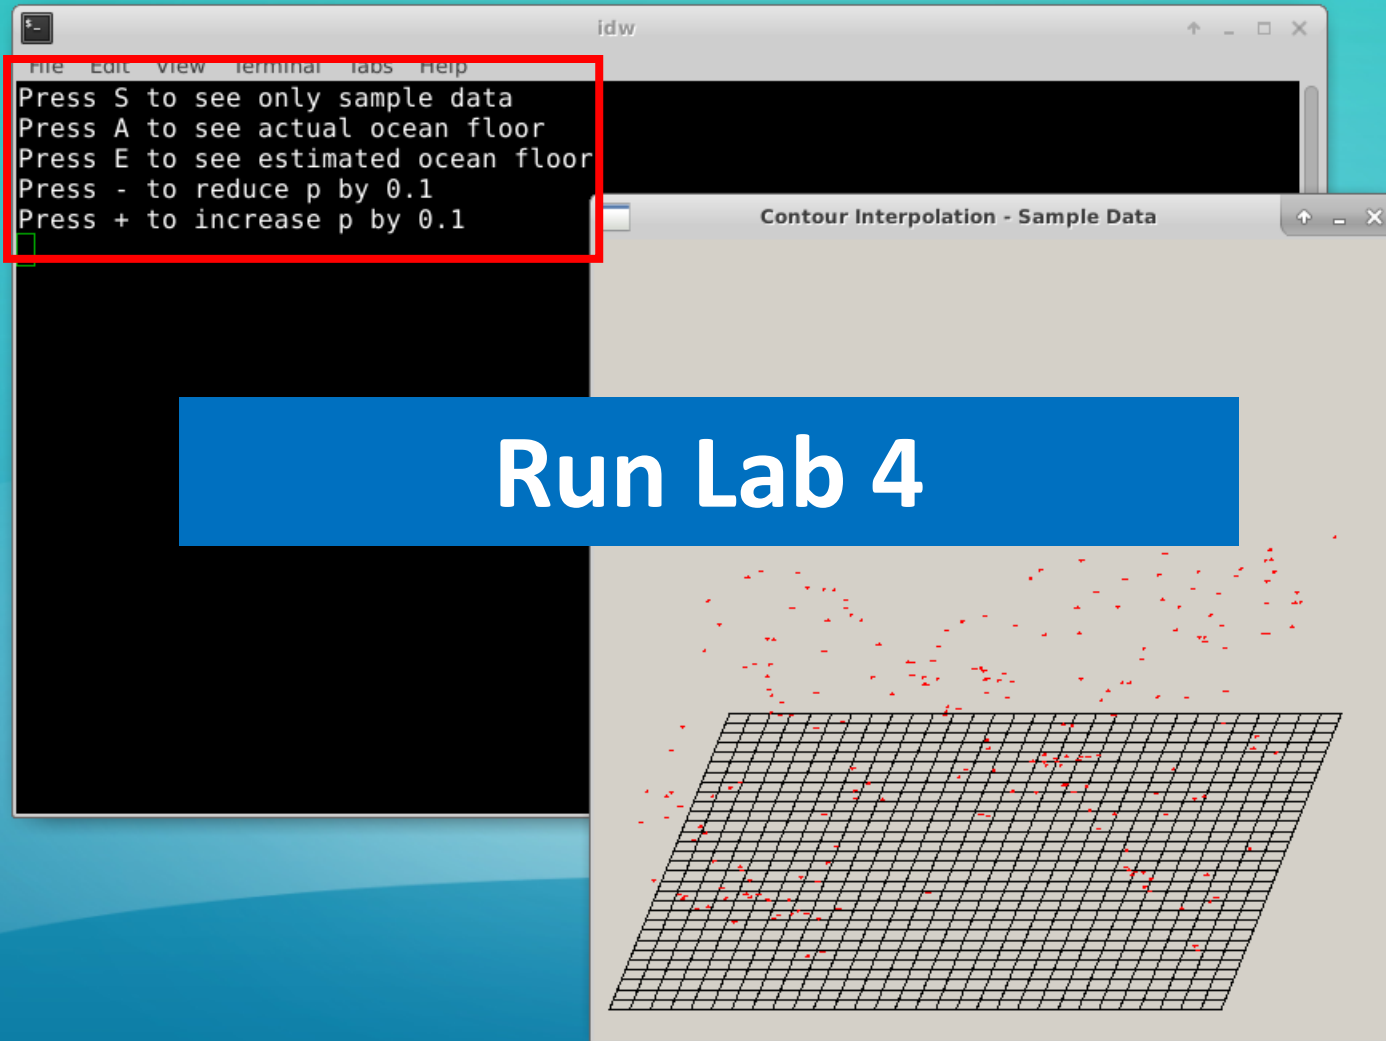 idw
File Edit View Terminal Tabs Help
Press S to see only sample data
Press A to see actual ocean floor
Press E to see estimated ocean floor
Press - to reduce p by 0.1
Press + to increase p by 0.1
Contour Interpolation - Sample Data
Run Lab 4